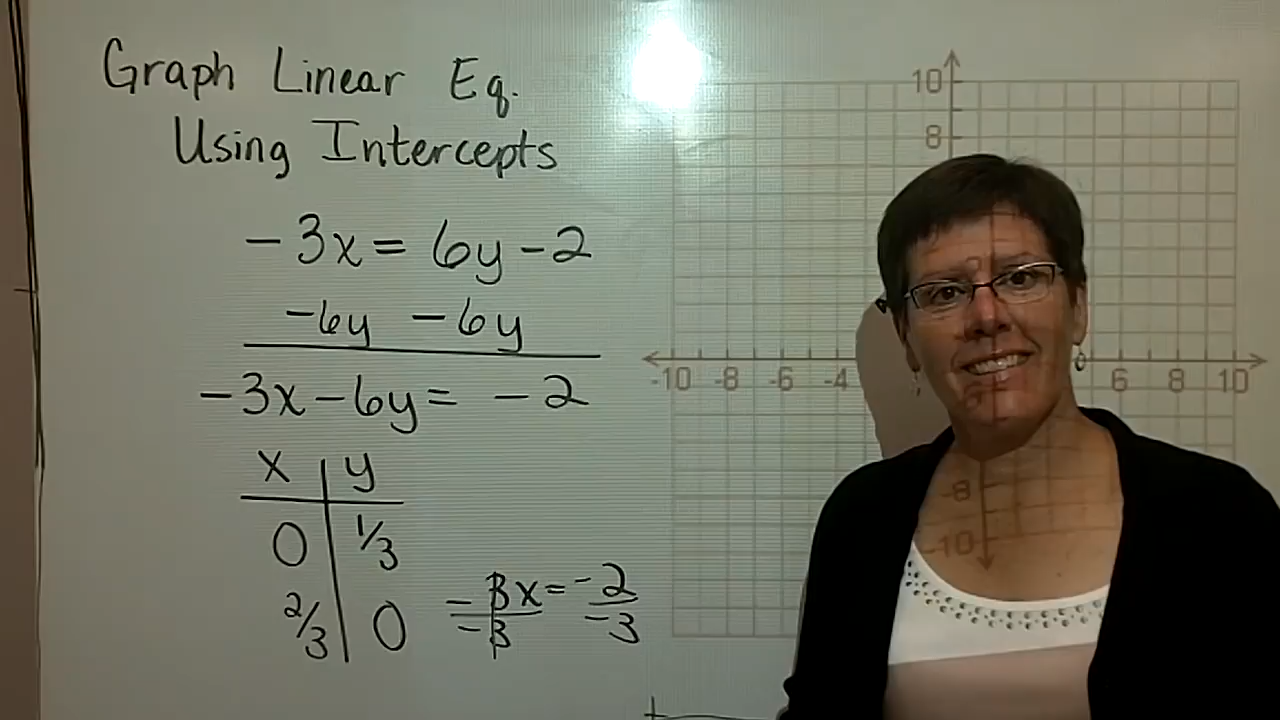 Graph Linear Eq.
Using Intercepts
-3x = 6y - 2
-6y -6y
-3x - 6y = -2
x y
0 1/3
2/3 0
-3x = -2
-3 -3
10
8
-10 -8 -6 -4 6 8 10
-8
-10